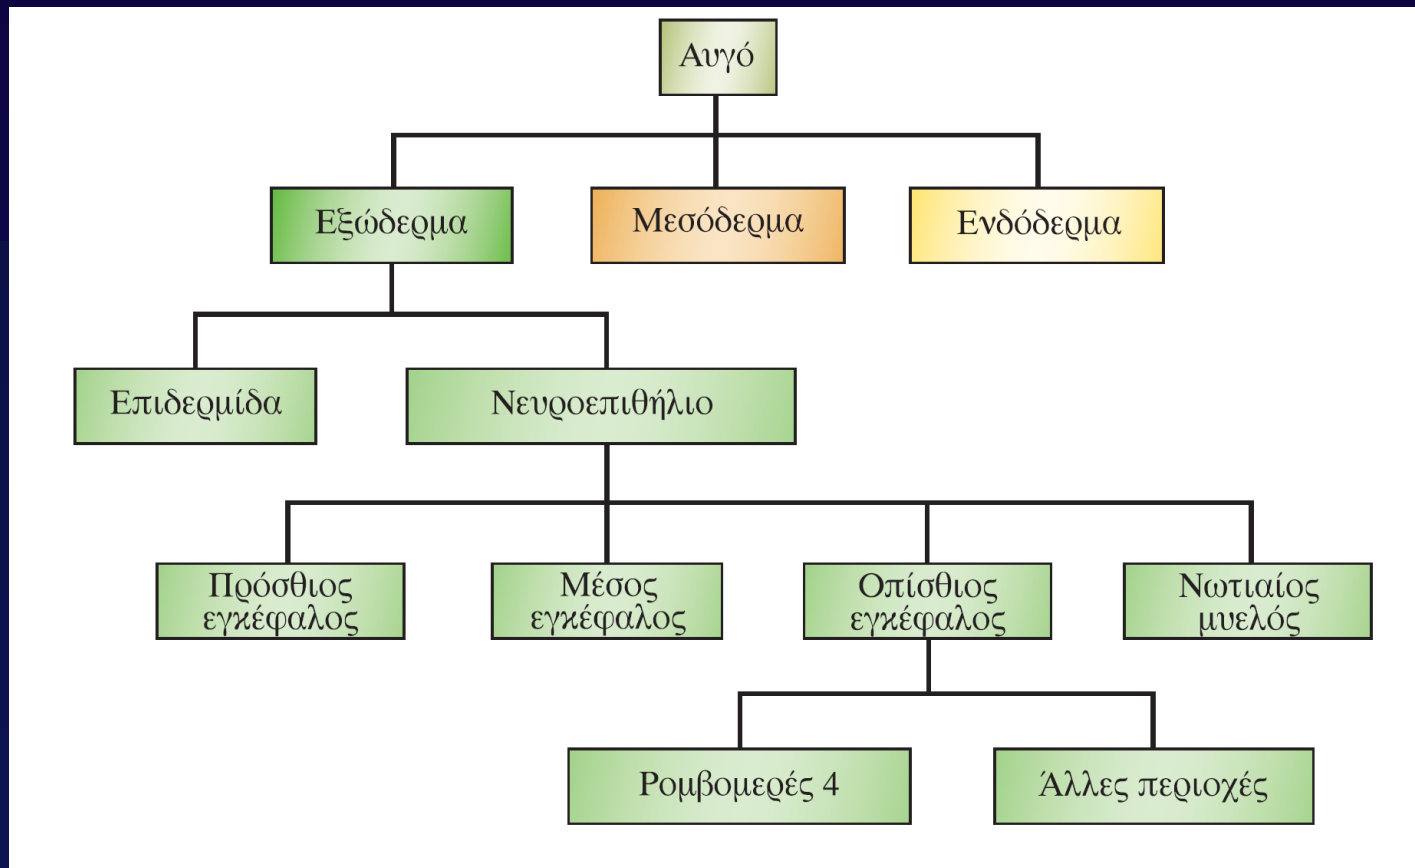 Αυγό
Εξώδερμα
Μεσόδερμα
Ενδόδερμα
Επιδερμίδα
Νευροεπιθήλιο
Πρόσθιος
εγκέφαλος
Μέσος
εγκέφαλος
Οπίσθιος
εγκέφαλος
Νωτιαίος
μυελός
Ρομβομερές 4
Άλλες περιοχές